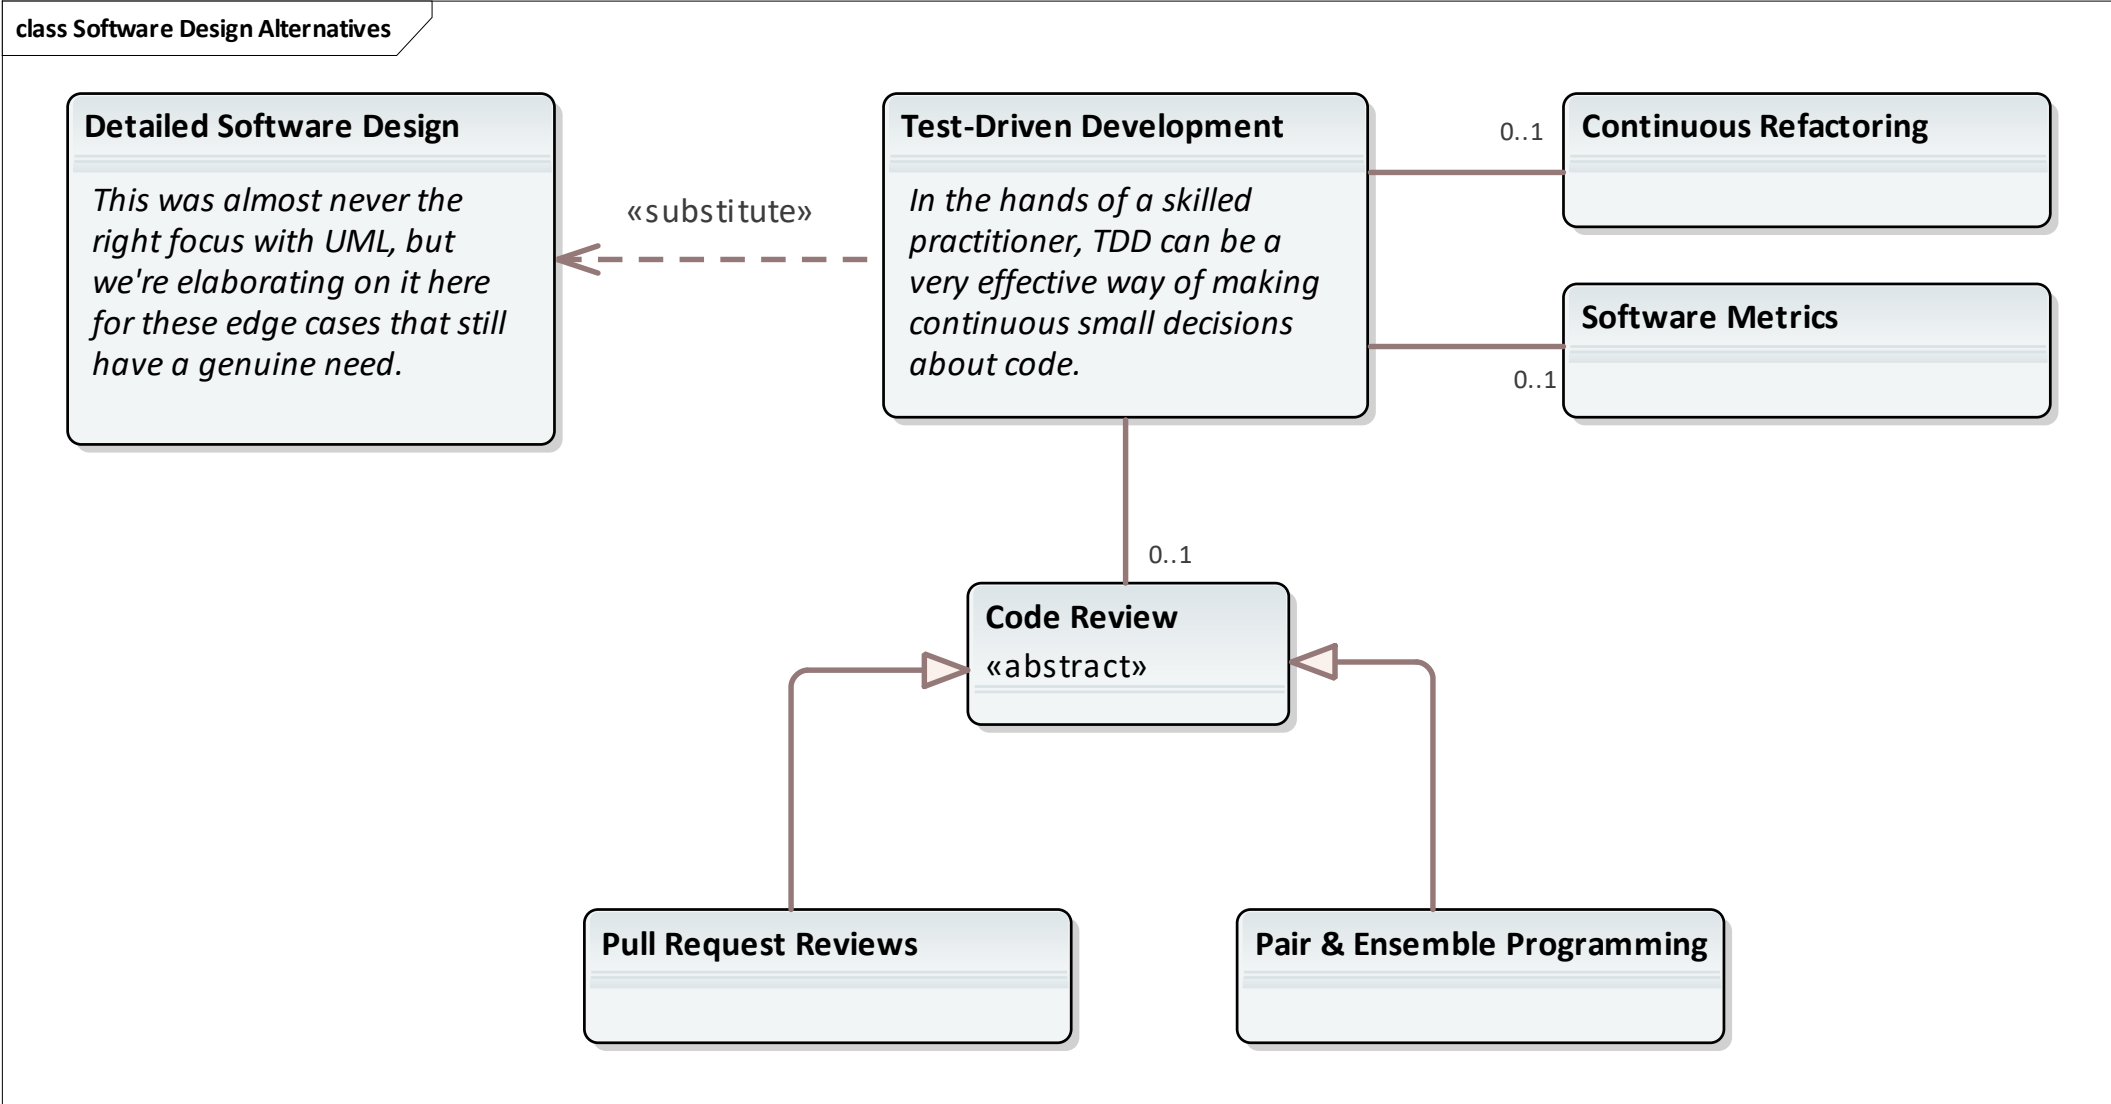 class Software Design Alternatives
Detailed Software Design
This was almost never the
right focus with UML, but
we're elaborating on it here
for these edge cases that still
have a genuine need.
«substitute»
Test-Driven Development
In the hands of a skilled
practitioner, TDD can be a
very effective way of making
continuous small decisions
about code.
0..1
Continuous Refactoring
Software Metrics
0..1
0..1
Code Review
«abstract»
Pull Request Reviews
Pair & Ensemble Programming